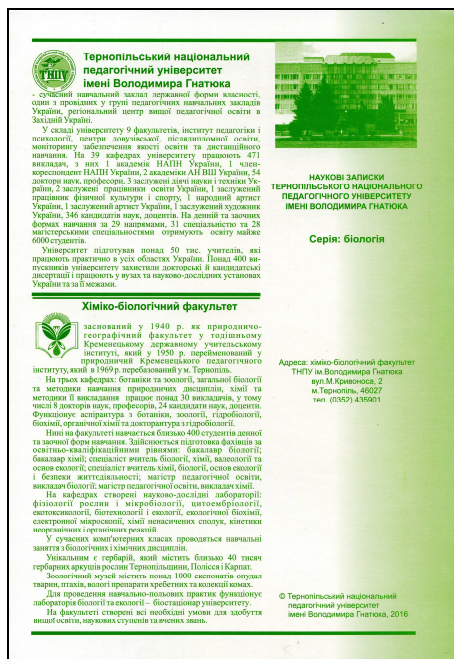 ТНПУ
Тернопільський національний
педагогічний університет
імені Володимира Гнатюка
- сучасний навчальний заклад державної форми власності,
один з провідних у групі педагогічних навчальних закладів
України, регіональний центр вищої педагогічної освіти в
Західній Україні.
У складі університету 9 факультетів, інститут педагогіки і
психології, центри довузівської, післядипломної освіти,
моніторингу забезпечення якості освіти та дистанційного
навчання. На 39 кафедрах університету працюють 471
викладач, з них 1 академік НАПН України, 1 член-
кореспондент НАПН України, 2 академіки АН ВШ України, 54
доктори наук, професори, 3 заслужені діячі науки і техніки Ук-
раїни, 2 заслужені працівники освіти України, 1 заслужений
працівник фізичної культури і спорту, 1 народний артист
України, 1 заслужений артист України, 1 заслужений художник
України, 346 кандидатів наук, доцентів. На денній та заочних
формах навчання за 29 напрямами, 31 спеціальністю та 28
магістерськими спеціальностями отримують освіту майже
6000 студентів.
Університет підготував понад 50 тис. учителів, які
працюють практично в усіх областях України. Понад 400 ви-
пускників університету захистили докторські й кандидатські
дисертації і працюють у вузах та науково-дослідних установах
України та за її межами.
Хіміко-біологічний факультет
заснований у 1940 р. як природничо-
географічний факультет у тодішньому
Кременецькому державному учительському
інституті, який у 1950 р. перейменований у
природничий Кременецького педагогічного
інституту, який в 1969 р. перебазований у м. Тернопіль.
На трьох кафедрах: ботаніки та зоології, загальної біології
та методики навчання природничих дисциплін, хімії та
методики її викладання працює понад 30 викладачів, у тому
числі 8 докторів наук, професорів, 24 кандидати наук, доценти.
Функціонує аспірантура з ботаніки, зоології, гідробіології,
біохімії, органічної хімії та докторантура з гідробіології.
Нині на факультеті навчається близько 400 студентів денної
та заочної форм навчання. Здійснюється підготовка фахівців за
освітньо-кваліфікаційними рівнями: бакалавр біології;
бакалавр хімії; спеціаліст вчитель біології, хімії, валеології та
основ екології; спеціаліст вчитель хімії, біології, основ екології
і безпеки життєдіяльності; магістр педагогічної освіти,
викладач біології; магістр педагогічної освіти, викладач хімії.
На кафедрах створені науково-дослідні лабораторії:
фізіології рослин і мікробіології, цитоембріології,
екотоксикології, біотехнології і екології, екологічної біохімії,
електронної мікроскопії, хімії ненасичених сполук, кінетики
неорганічних і органічних реакцій.
У сучасних комп'ютерних класах проводяться навчальні
заняття з біологічних і хімічних дисциплін.
Унікальним є гербарій, який містить близько 40 тисяч
гербарних аркушів рослин Тернопільщини, Полісся і Карпат.
Зоологічний музей містить понад 1000 експонатів опудал
тварин, птахів, вологі препарати хребетних та колекції комах.
Для проведення навчально-польових практик функціонує
лабораторія біології та екології – біостаціонар університету.
На факультеті створені всі необхідні умови для здобуття
вищої освіти, наукових ступенів та вчених звань.
НАУКОВІ ЗАПИСКИ
ТЕРНОПІЛЬСЬКОГО НАЦІОНАЛЬНОГО
ПЕДАГОГІЧНОГО УНІВЕРСИТЕТУ
ІМЕНІ ВОЛОДИМИРА ГНАТЮКА
Серія: біологія
Адреса: хіміко-біологічний факультет
ТНПУ ім.Володимира Гнатюка
вул.М.Кривоноса, 2
м.Тернопіль, 46027
тел. (0352) 435901
© Тернопільський національний
педагогічний університет
імені Володимира Гнатюка, 2016